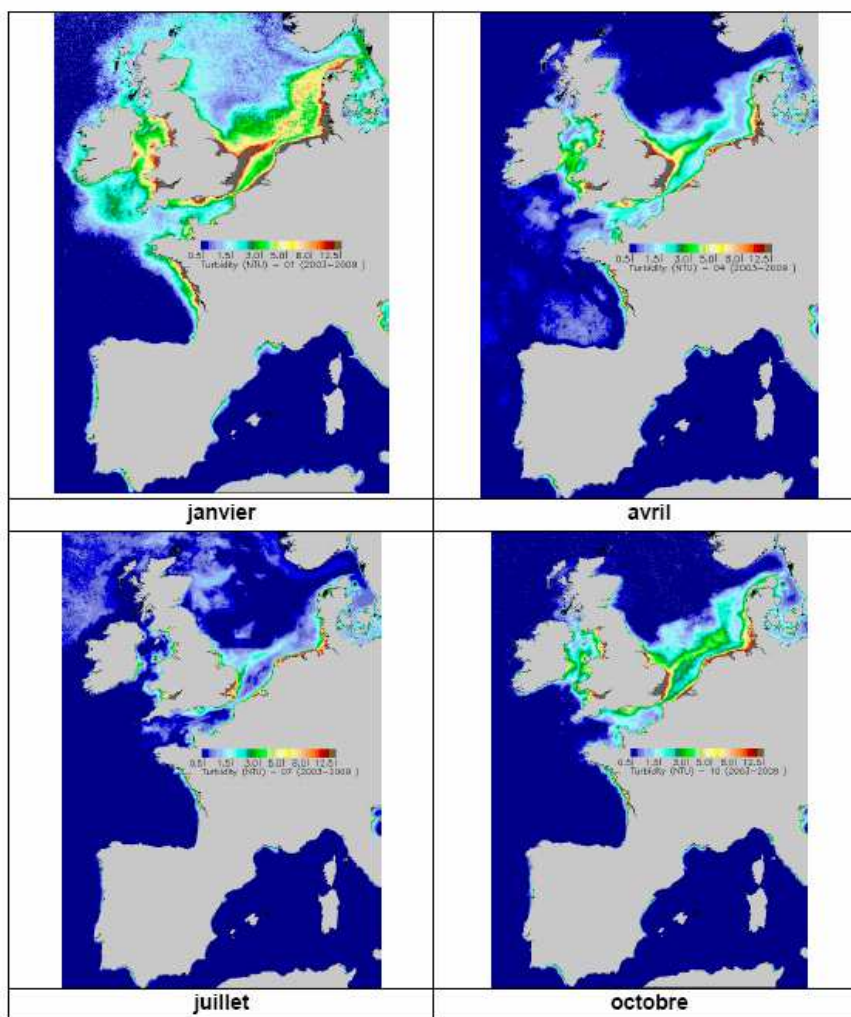 0.5| 1.5| 3.0| 5.0| 8.0| 12.5|
Turbidity (NTU) - 01 (2003-2009 )
0.5| 1.5| 3.0| 5.0| 8.0| 12.5|
Turbidity (NTU) - 04 (2003-2009 )
janvier
avril
0.5| 1.5| 3.0| 5.0| 8.0| 12.5|
Turbidity (NTU) - 07 (2003-2009 )
0.5| 1.5| 3.0| 5.0| 8.0| 12.5|
Turbidity (NTU) - 10 (2003-2009 )
juillet
octobre